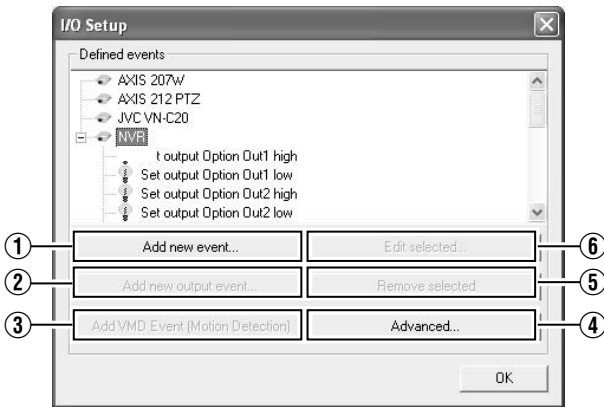 I/O Setup
Defined events
AXIS 207W
AXIS 212 PTZ
JVC VN-C20
NVR
t output Option Out1 high
Set output Option Out1 low
Set output Option Out2 high
Set output Option Out2 low
① Add new event... Edit selected... ⑥
② Add new output event... Remove selected ⑤
③ Add VMD Event (Motion Detection) Advanced... ④
OK